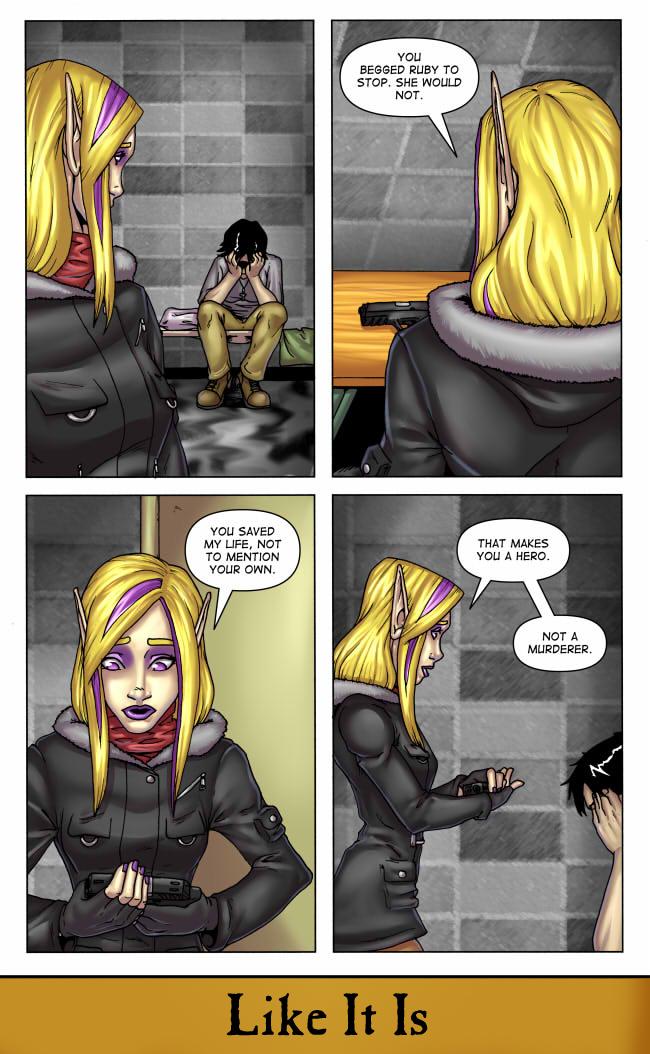 YOU
BEGGED RUBY TO
STOP. SHE WOULD
NOT.
YOU SAVED
MY LIFE, NOT
TO MENTION
YOUR OWN.
THAT MAKES
YOU A HERO.
NOT A
MURDERER.
Like It Is